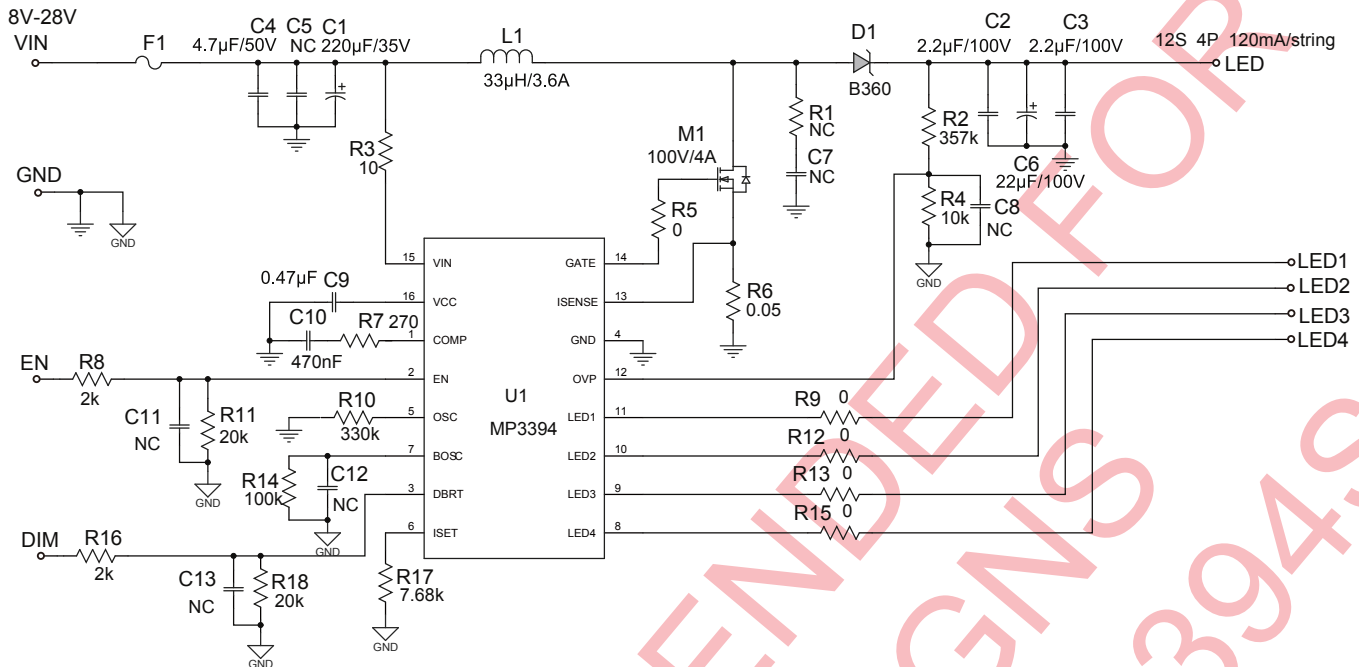 8V-28V
VIN
F1
C4
4.7μF/50V
C5
NC
C1
220μF/35V
+
L1
33μH/3.6A
D1
B360
C2
2.2μF/100V
C3
2.2μF/100V
12S 4P 120mA/string
LED
R1
NC
C7
NC
R2
357k
+
C6
22μF/100V
M1
100V/4A
R3
10
GND
GND
R5
0
R4
10k
C8
NC
GND
0.47μF
C9
C10
470nF
R7
270
15
VIN
16
VCC
1
COMP
2
EN
5
OSC
7
BOSC
3
DBRT
6
ISET
U1
MP3394
GATE
14
ISENSE
13
GND
4
OVP
12
LED1
11
LED2
10
LED3
9
LED4
8
R6
0.05
LED1
LED2
LED3
LED4
EN
R8
2k
C11
NC
R11
20k
GND
R10
330k
R14
100k
C12
NC
GND
R9 0
R12 0
R13 0
R15 0
DIM
R16
2k
C13
NC
R18
20k
GND
R17
7.68k
GND
ENDED FOR
GNS
394S